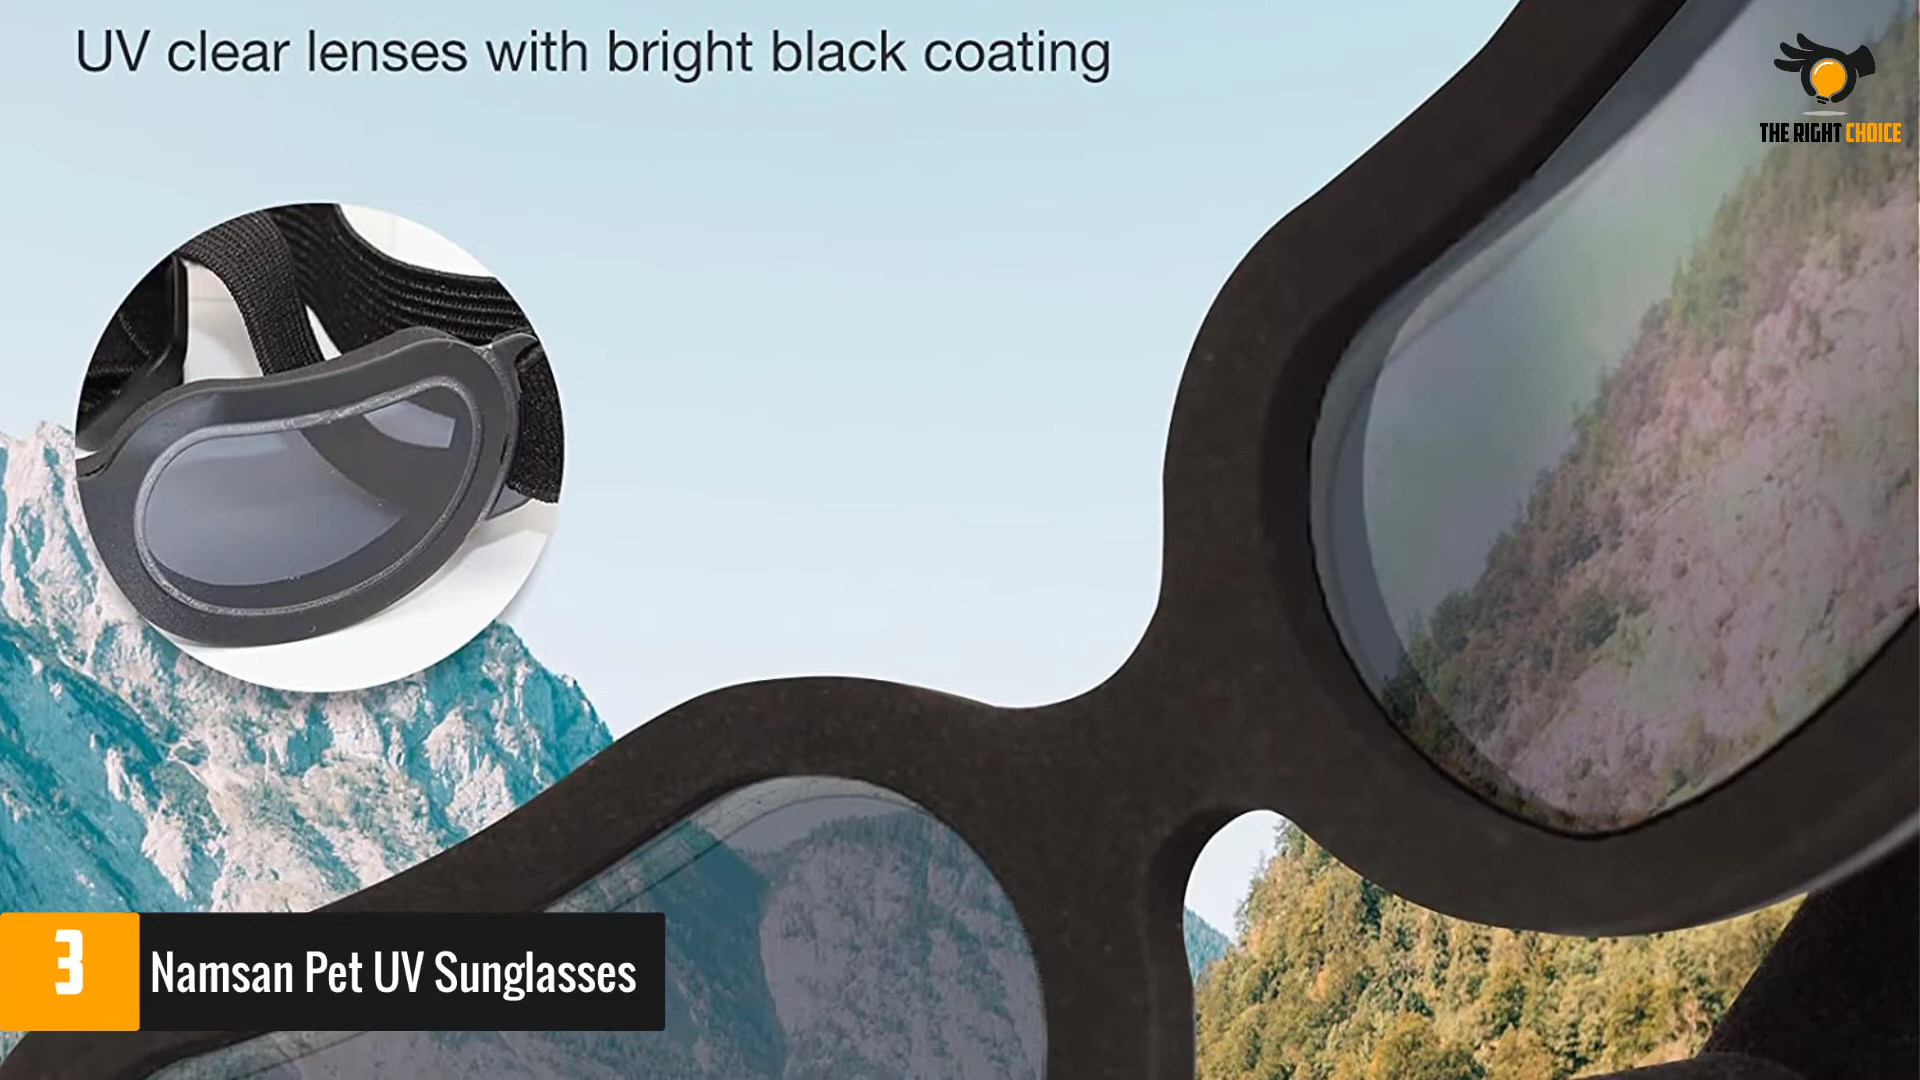 UV clear lenses with bright black coating
THE RIGHT CHOICE
3
Namsan Pet UV Sunglasses